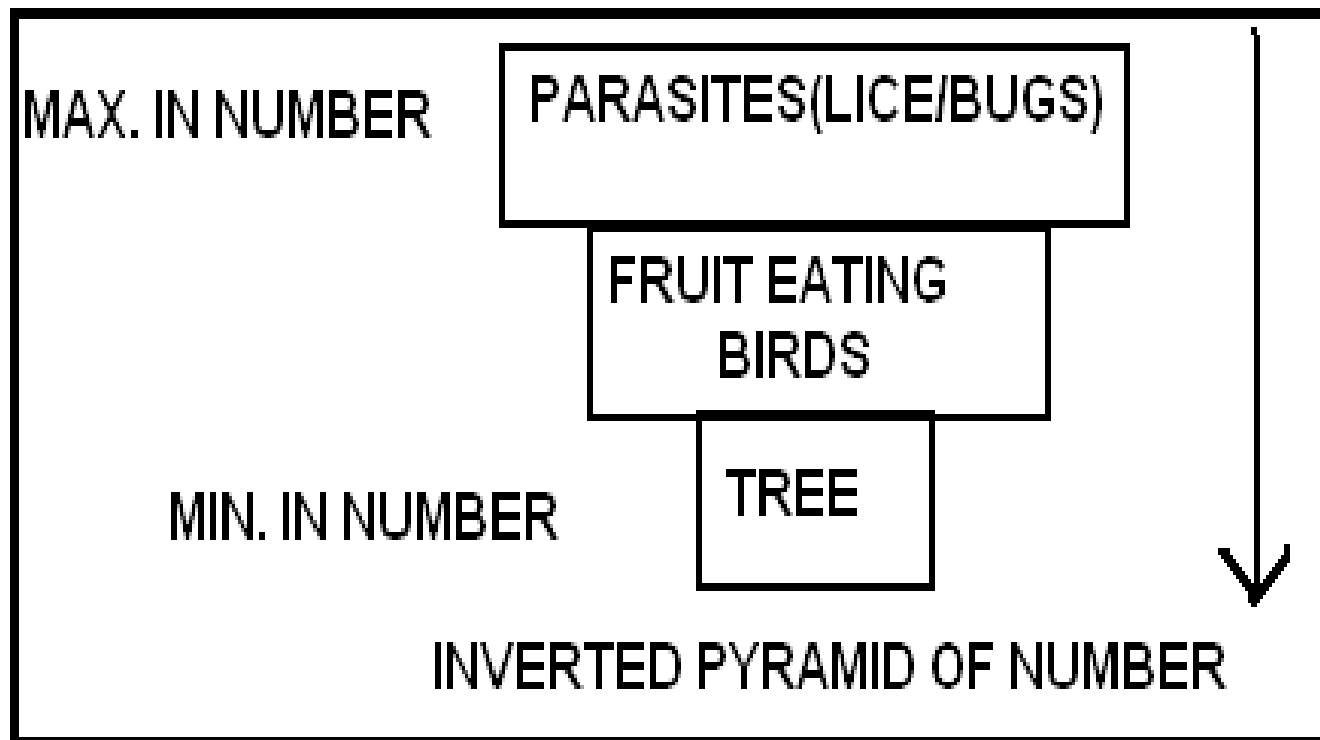 MAX. IN NUMBER
PARASITES(LICE/BUGS)
FRUIT EATING
BIRDS
MIN. IN NUMBER
TREE
INVERTED PYRAMID OF NUMBER